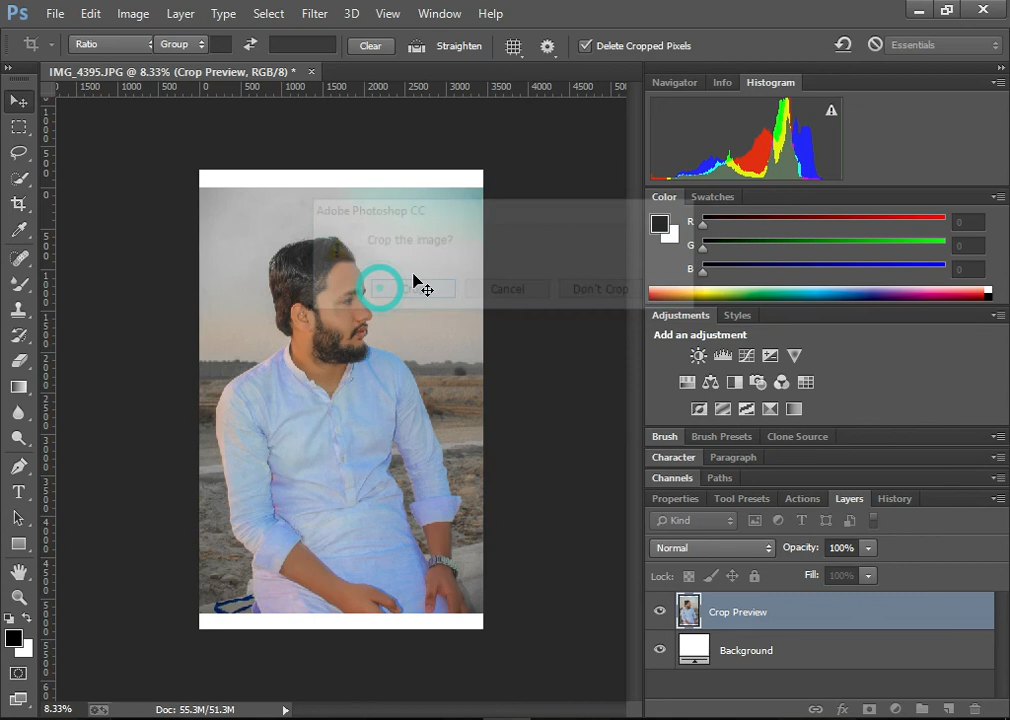 Ps File Edit Image Layer Type Select Filter 3D View Window Help
Ratio Group Clear Straighten Delete Cropped Pixels Essentials
IMG_4395.JPG @ 8.33% (Crop Preview, RGB/8) * ×
1500 1000 500 0 500 1000 1500 2000 2500 3000 3500 4000 4500
Navigator Info Histogram
Color Swatches
R 0
G 0
B 0
Adobe Photoshop CC
Crop the image?
Cancel Don't Crop
Adjustments Styles
Add an adjustment
Brush Brush Presets Clone Source
Character Paragraph
Channels Paths
Properties Tool Presets Actions Layers History
Kind T
Normal Opacity: 100%
Lock: Fill: 100%
Crop Preview
Background
fx
8.33% Doc: 55.3M/51.3M